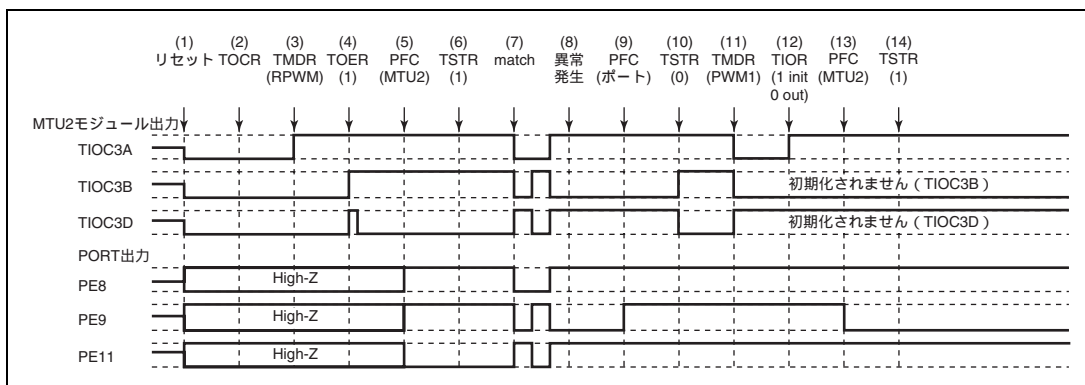 (1) (2) (3) (4) (5) (6) (7) (8) (9) (10) (11) (12) (13) (14)
リセット TOCR TMDR TOER PFC TSTR match 異常 PFC TSTR TMDR TIOR PFC TSTR
(RPWM) (1) (MTU2) (1) 発生 (ポート) (0) (PWM1) (1 init (MTU2) (1)
0 out)
MTU2モジュール出力
TIOC3A
TIOC3B 初期化されません（TIOC3B）
TIOC3D 初期化されません（TIOC3D）
PORT出力
PE8 High-Z
PE9 High-Z
PE11 High-Z